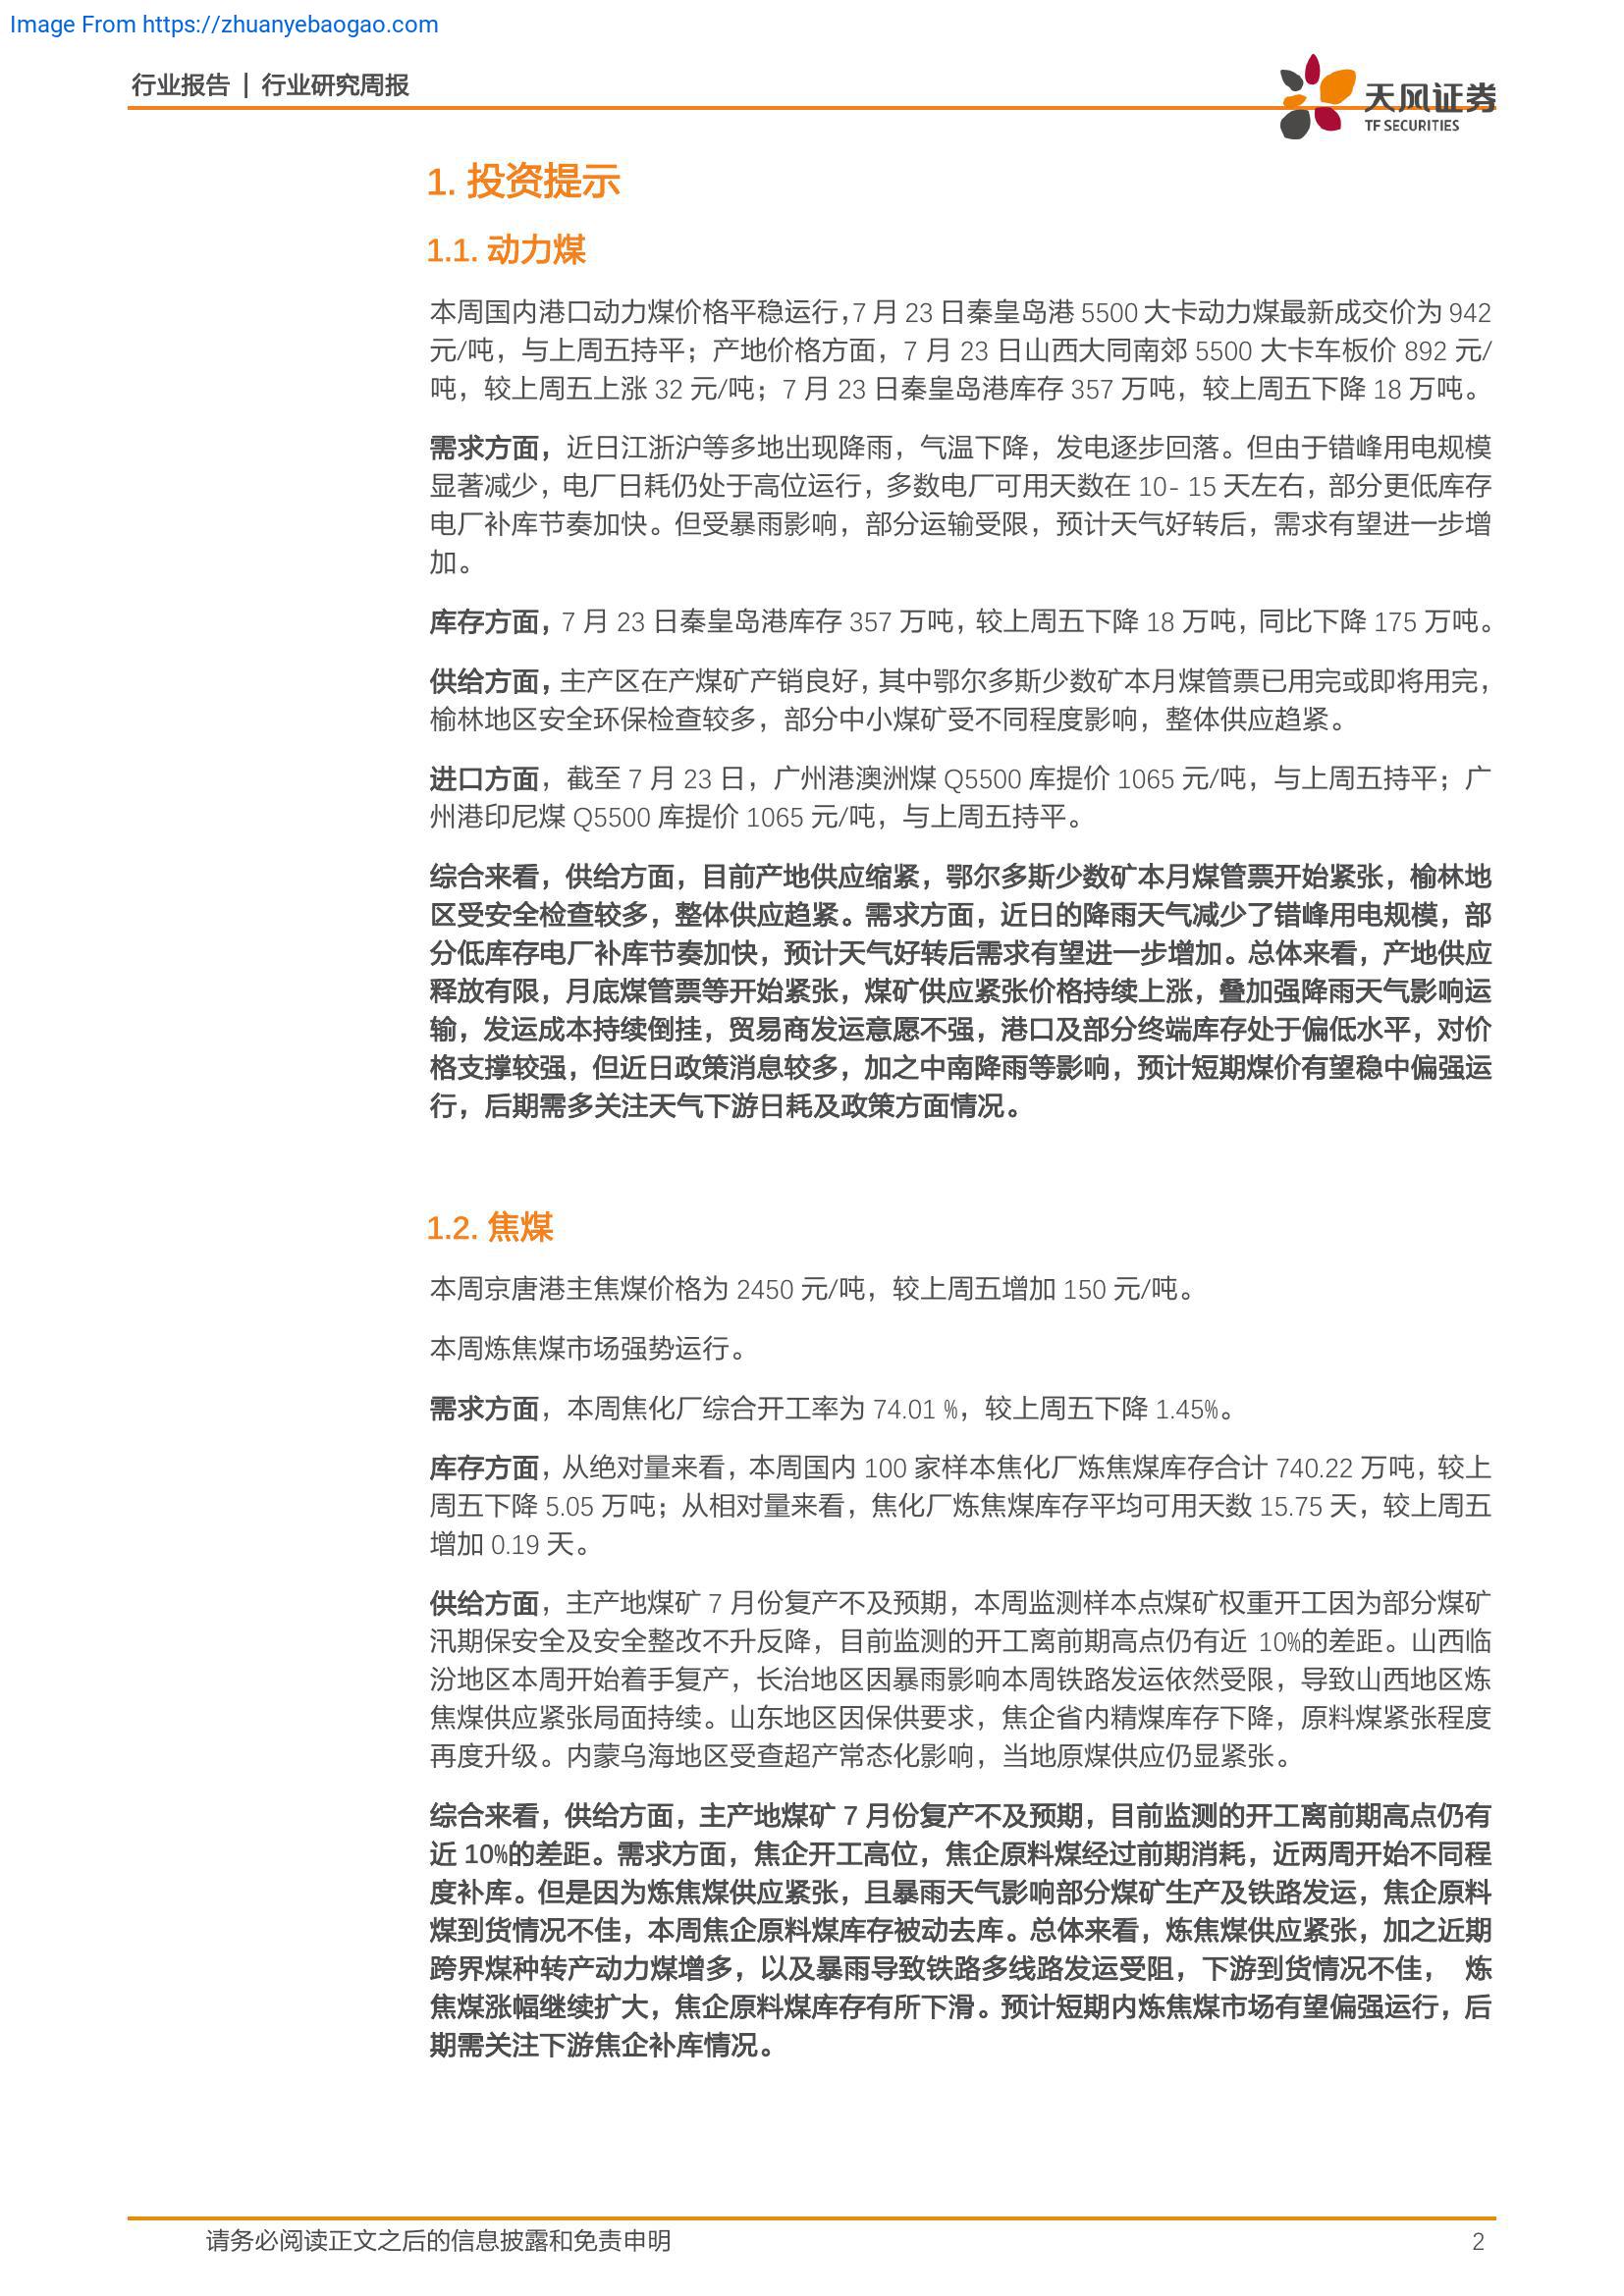 Image From https://zhuanyebaogao.com
行业报告 | 行业研究周报
天风证券
TF SECURITIES
1. 投资提示
1.1. 动力煤
本周国内港口动力煤价格平稳运行，7 月 23 日秦皇岛港 5500 大卡动力煤最新成交价为 942
元/吨，与上周五持平；产地价格方面，7 月 23 日山西大同南郊 5500 大卡车板价 892 元/
吨，较上周五上涨 32 元/吨；7 月 23 日秦皇岛港库存 357 万吨，较上周五下降 18 万吨。
需求方面，近日江浙沪等多地出现降雨，气温下降，发电逐步回落。但由于错峰用电规模
显著减少，电厂日耗仍处于高位运行，多数电厂可用天数在 10- 15 天左右，部分更低库存
电厂补库节奏加快。但受暴雨影响，部分运输受限，预计天气好转后，需求有望进一步增
加。
库存方面，7 月 23 日秦皇岛港库存 357 万吨，较上周五下降 18 万吨，同比下降 175 万吨。
供给方面，主产区在产煤矿产销良好，其中鄂尔多斯少数矿本月煤管票已用完或即将用完，
榆林地区安全环保检查较多，部分中小煤矿受不同程度影响，整体供应趋紧。
进口方面，截至 7 月 23 日，广州港澳洲煤 Q5500 库提价 1065 元/吨，与上周五持平；广
州港印尼煤 Q5500 库提价 1065 元/吨，与上周五持平。
综合来看，供给方面，目前产地供应缩紧，鄂尔多斯少数矿本月煤管票开始紧张，榆林地
区受安全检查较多，整体供应趋紧。需求方面，近日的降雨天气减少了错峰用电规模，部
分低库存电厂补库节奏加快，预计天气好转后需求有望进一步增加。总体来看，产地供应
释放有限，月底煤管票等开始紧张，煤矿供应紧张价格持续上涨，叠加强降雨天气影响运
输，发运成本持续倒挂，贸易商发运意愿不强，港口及部分终端库存处于偏低水平，对价
格支撑较强，但近日政策消息较多，加之中南降雨等影响，预计短期煤价有望稳中偏强运
行，后期需多关注天气下游日耗及政策方面情况。
1.2. 焦煤
本周京唐港主焦煤价格为 2450 元/吨，较上周五增加 150 元/吨。
本周炼焦煤市场强势运行。
需求方面，本周焦化厂综合开工率为 74.01 %，较上周五下降 1.45%。
库存方面，从绝对量来看，本周国内 100 家样本焦化厂炼焦煤库存合计 740.22 万吨，较上
周五下降 5.05 万吨；从相对量来看，焦化厂炼焦煤库存平均可用天数 15.75 天，较上周五
增加 0.19 天。
供给方面，主产地煤矿 7 月份复产不及预期，本周监测样本点煤矿权重开工因为部分煤矿
汛期保安全及安全整改不升反降，目前监测的开工离前期高点仍有近 10%的差距。山西临
汾地区本周开始着手复产，长治地区因暴雨影响本周铁路发运依然受限，导致山西地区炼
焦煤供应紧张局面持续。山东地区因保供要求，焦企省内精煤库存下降，原料煤紧张程度
再度升级。内蒙乌海地区受查超产常态化影响，当地原煤供应仍显紧张。
综合来看，供给方面，主产地煤矿 7 月份复产不及预期，目前监测的开工离前期高点仍有
近 10%的差距。需求方面，焦企开工高位，焦企原料煤经过前期消耗，近两周开始不同程
度补库。但是因为炼焦煤供应紧张，且暴雨天气影响部分煤矿生产及铁路发运，焦企原料
煤到货情况不佳，本周焦企原料煤库存被动去库。总体来看，炼焦煤供应紧张，加之近期
跨界煤种转产动力煤增多，以及暴雨导致铁路多线路发运受阻，下游到货情况不佳， 炼
焦煤涨幅继续扩大，焦企原料煤库存有所下滑。预计短期内炼焦煤市场有望偏强运行，后
期需关注下游焦企补库情况。
请务必阅读正文之后的信息披露和免责申明
2